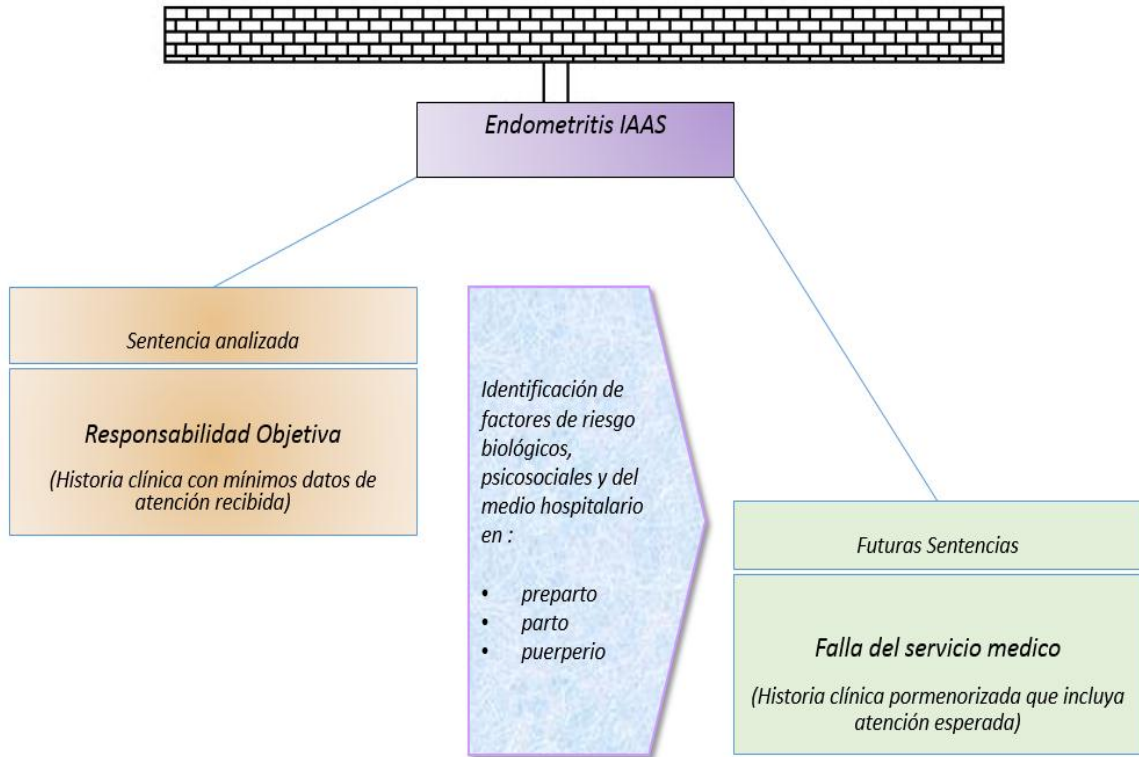 Endometritis IAAS
Sentencia analizada
Responsabilidad Objetiva
(Historia clínica con mínimos datos de
atención recibida)
Identificación de
factores de riesgo
biológicos,
psicosociales y del
medio hospitalario
en :
• preparto
• parto
• puerperio
Futuras Sentencias
Falla del servicio medico
(Historia clínica pormenorizada que incluya
atención esperada)